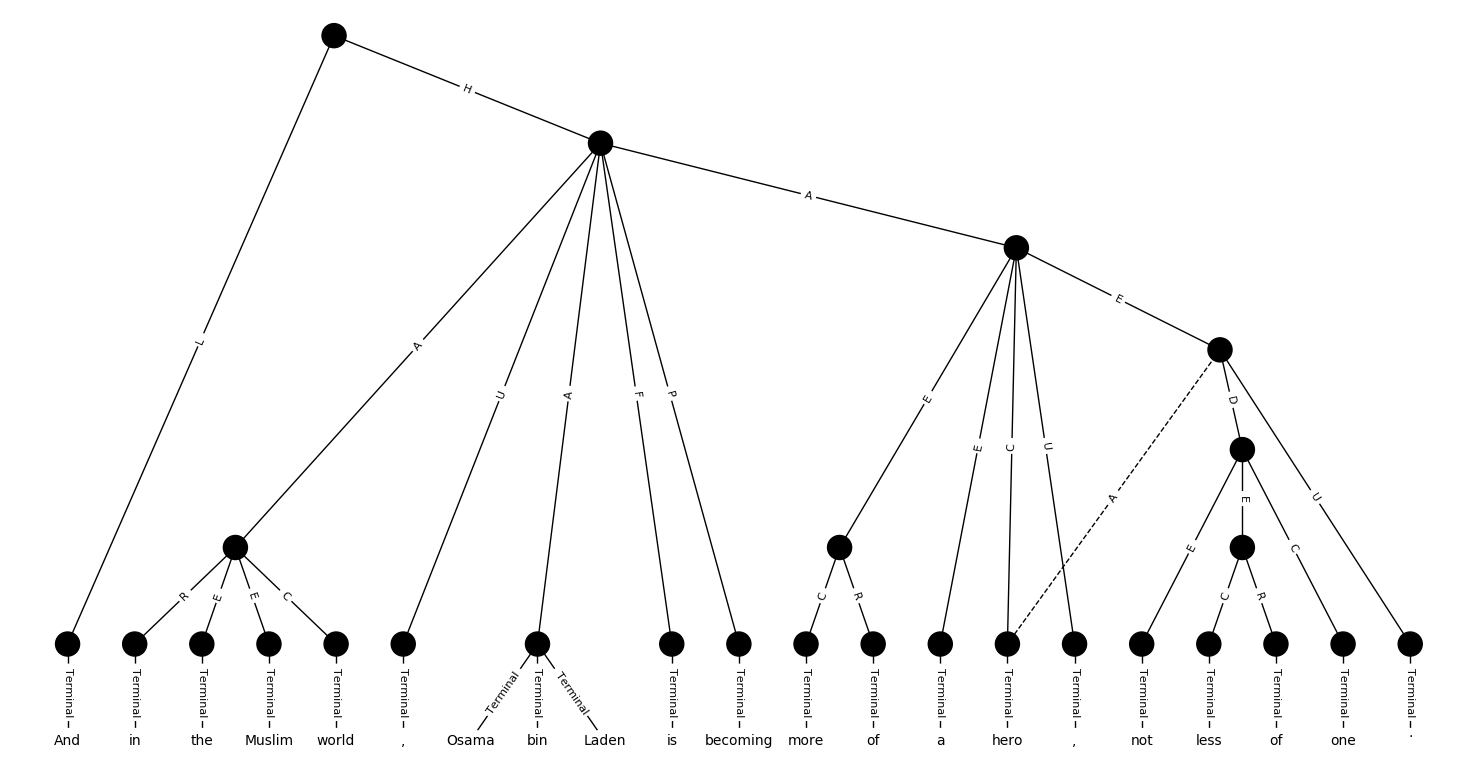 H
A
E
L
A
U
A
F
P
E
E
C
U
A
D
E
E
C
U
R
E
E
C
C
R
C
R
Terminal Terminal Terminal Terminal Terminal Terminal Terminal Terminal Terminal Terminal Terminal Terminal Terminal Terminal Terminal Terminal Terminal Terminal Terminal Terminal Terminal
And in the Muslim world , Osama bin Laden is becoming more of a hero , not less of one .